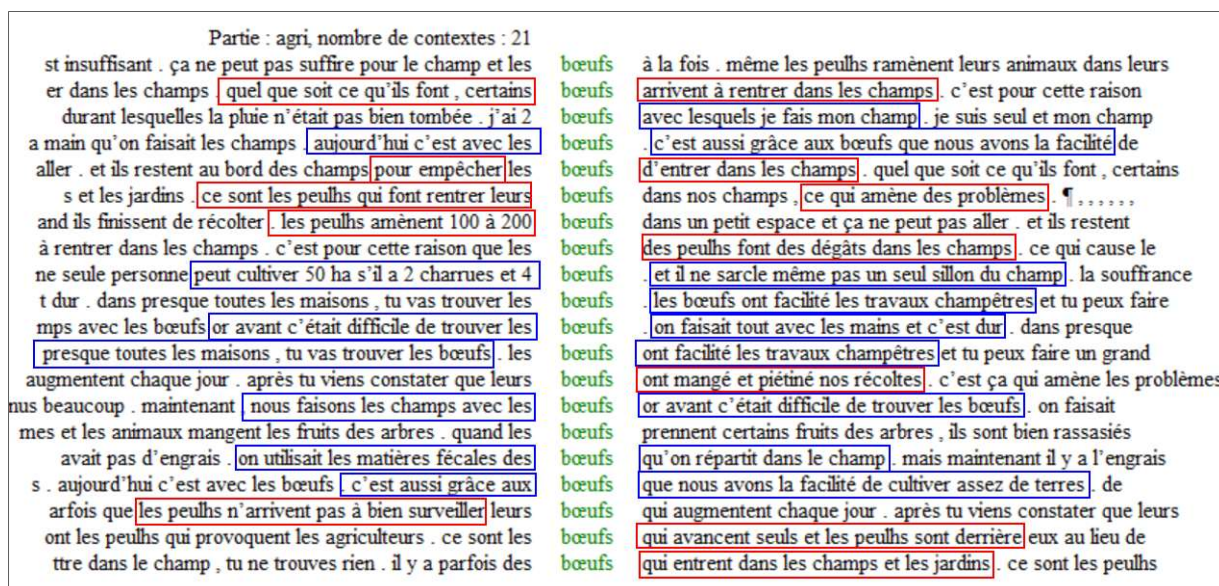 Partie : agri, nombre de contextes : 21
st insuffisant . ça ne peut pas suffire pour le champ et les bœufs à la fois . même les peulhs ramènent leurs animaux dans leurs
er dans les champs . quel que soit ce qu’ils font , certains bœufs arrivent à rentrer dans les champs . c’est pour cette raison
durant lesquelles la pluie n’était pas bien tombée . j’ai 2 bœufs avec lesquels je fais mon champ . je suis seul et mon champ
a main qu’on faisait les champs . aujourd’hui c’est avec les bœufs . c’est aussi grâce aux bœufs que nous avons la facilité de
aller . et ils restent au bord des champs pour empêcher les bœufs d’entrer dans les champs . quel que soit ce qu’ils font , certains
s et les jardins . ce sont les peulhs qui font rentrer leurs bœufs dans nos champs , ce qui amène des problèmes . ¶ , , , , , ,
and ils finissent de récolter . les peulhs amènent 100 à 200 bœufs dans un petit espace et ça ne peut pas aller . et ils restent
à rentrer dans les champs . c’est pour cette raison que les bœufs des peulhs font des dégâts dans les champs . ce qui cause le
ne seule personne peut cultiver 50 ha s’il a 2 charrues et 4 bœufs . et il ne sarcle même pas un seul sillon du champ . la souffrance
t dur . dans presque toutes les maisons , tu vas trouver les bœufs . les bœufs ont facilité les travaux champêtres et tu peux faire
mps avec les bœufs or avant c’était difficile de trouver les bœufs . on faisait tout avec les mains et c’est dur . dans presque
presque toutes les maisons , tu vas trouver les bœufs . les bœufs ont facilité les travaux champêtres et tu peux faire un grand
augmentent chaque jour . après tu viens constater que leurs bœufs ont mangé et piétiné nos récoltes . c’est ça qui amène les problèmes
nus beaucoup . maintenant , nous faisons les champs avec les bœufs or avant c’était difficile de trouver les bœufs . on faisait
mes et les animaux mangent les fruits des arbres . quand les bœufs prennent certains fruits des arbres , ils sont bien rassasiés
avait pas d’engrais . on utilisait les matières fécales des bœufs qu’on répartit dans le champ . mais maintenant il y a l’engrais
s . aujourd’hui c’est avec les bœufs . c’est aussi grâce aux bœufs que nous avons la facilité de cultiver assez de terres . de
arfois que les peulhs n’arrivent pas à bien surveiller leurs bœufs qui augmentent chaque jour . après tu viens constater que leurs
ont les peulhs qui provoquent les agriculteurs . ce sont les bœufs qui avancent seuls et les peulhs sont derrière eux au lieu de
ttre dans le champ , tu ne trouves rien . il y a parfois des bœufs qui entrent dans les champs et les jardins . ce sont les peulhs